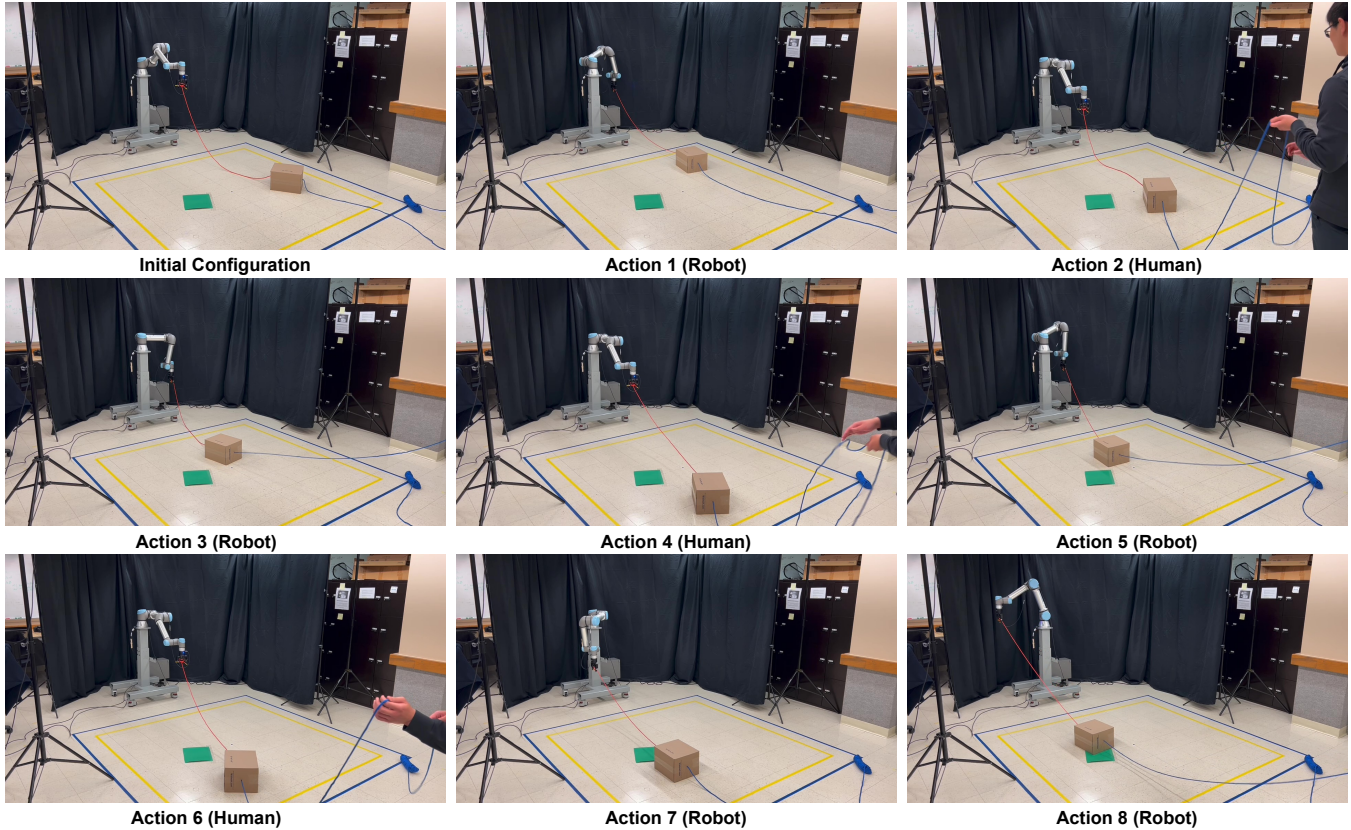 Initial Configuration
Action 1 (Robot)
Action 2 (Human)
Action 3 (Robot)
Action 4 (Human)
Action 5 (Robot)
Action 6 (Human)
Action 7 (Robot)
Action 8 (Robot)